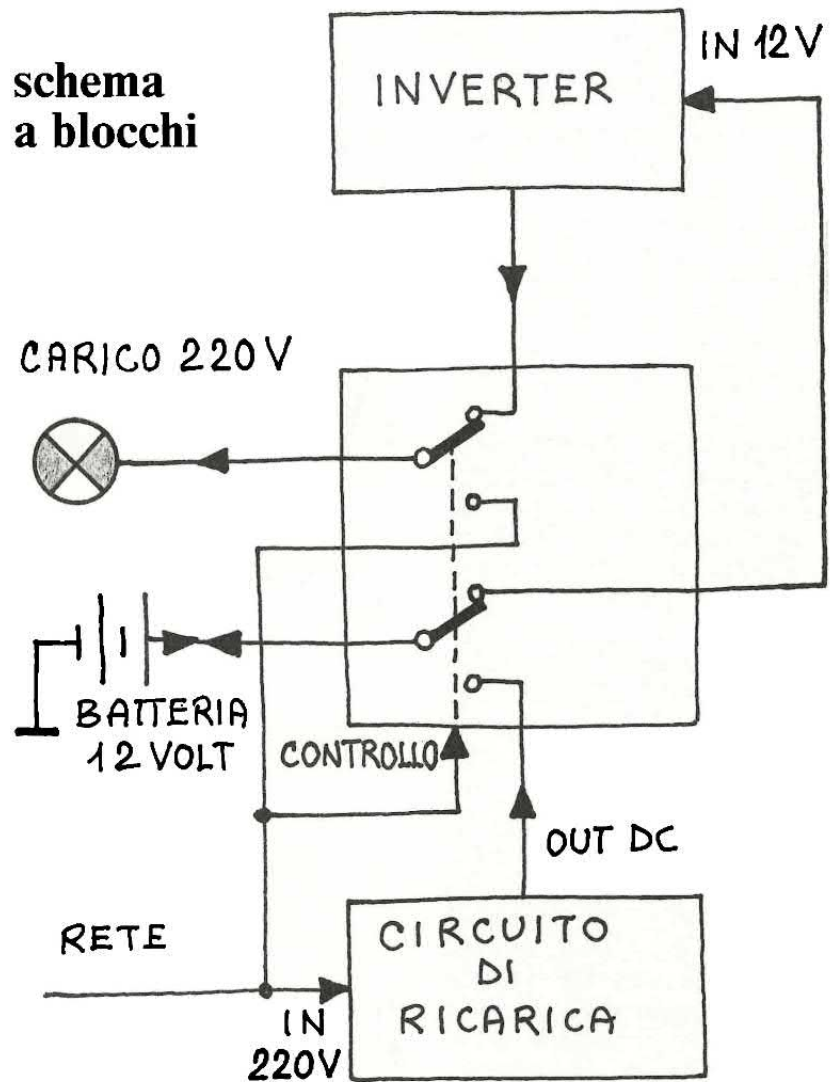 schema
a blocchi
INVERTER
IN 12V
CARICO 220V
BATTERIA
12 VOLT
CONTROLLO
OUT DC
RETE
IN
220V
CIRCUITO
DI
RICARICA